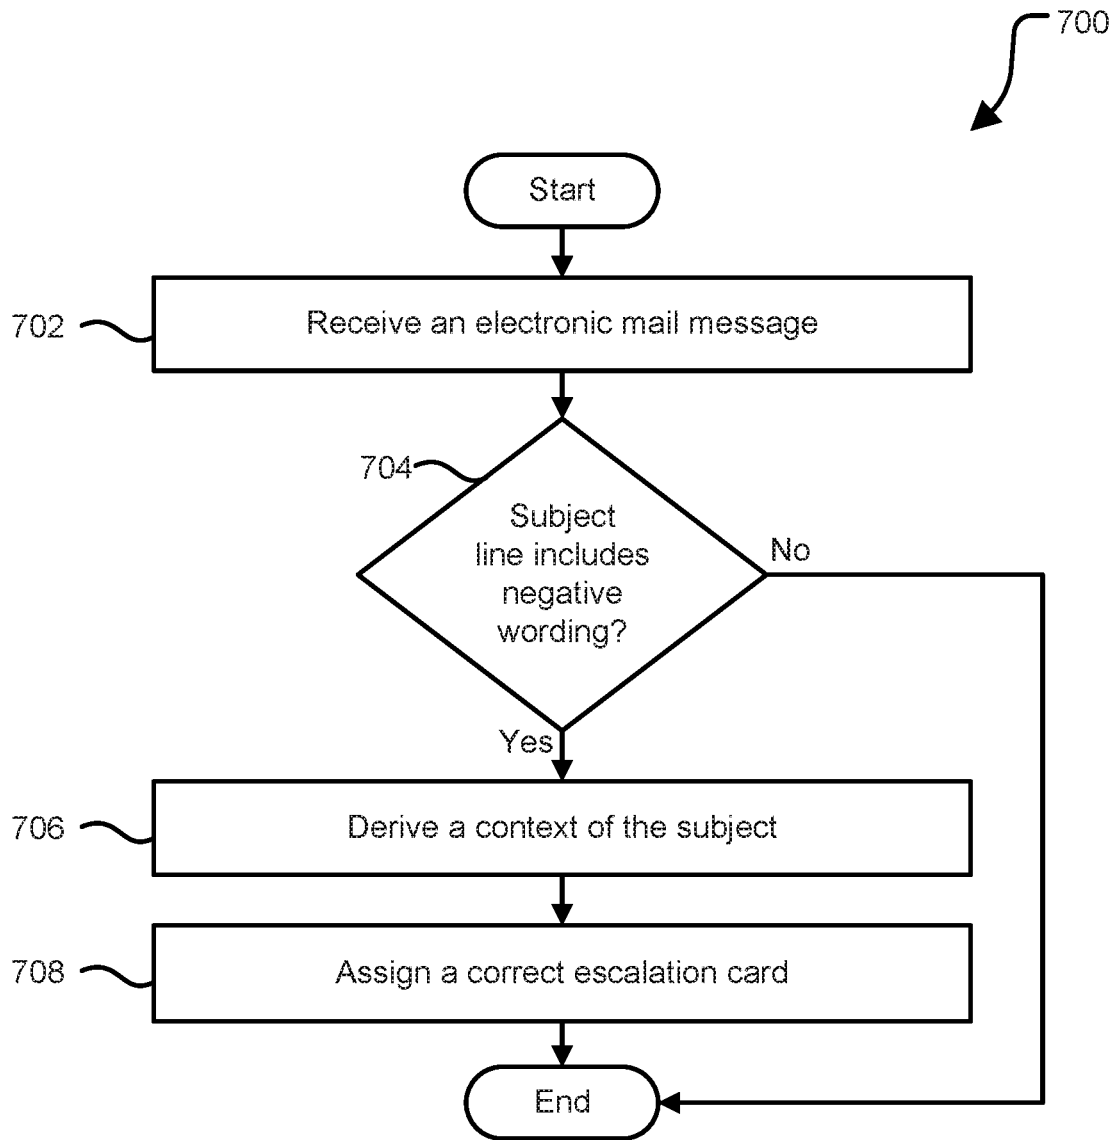 700
Start
702
Receive an electronic mail message
704
Subject
line includes
negative
wording?
No
Yes
706
Derive a context of the subject
708
Assign a correct escalation card
End